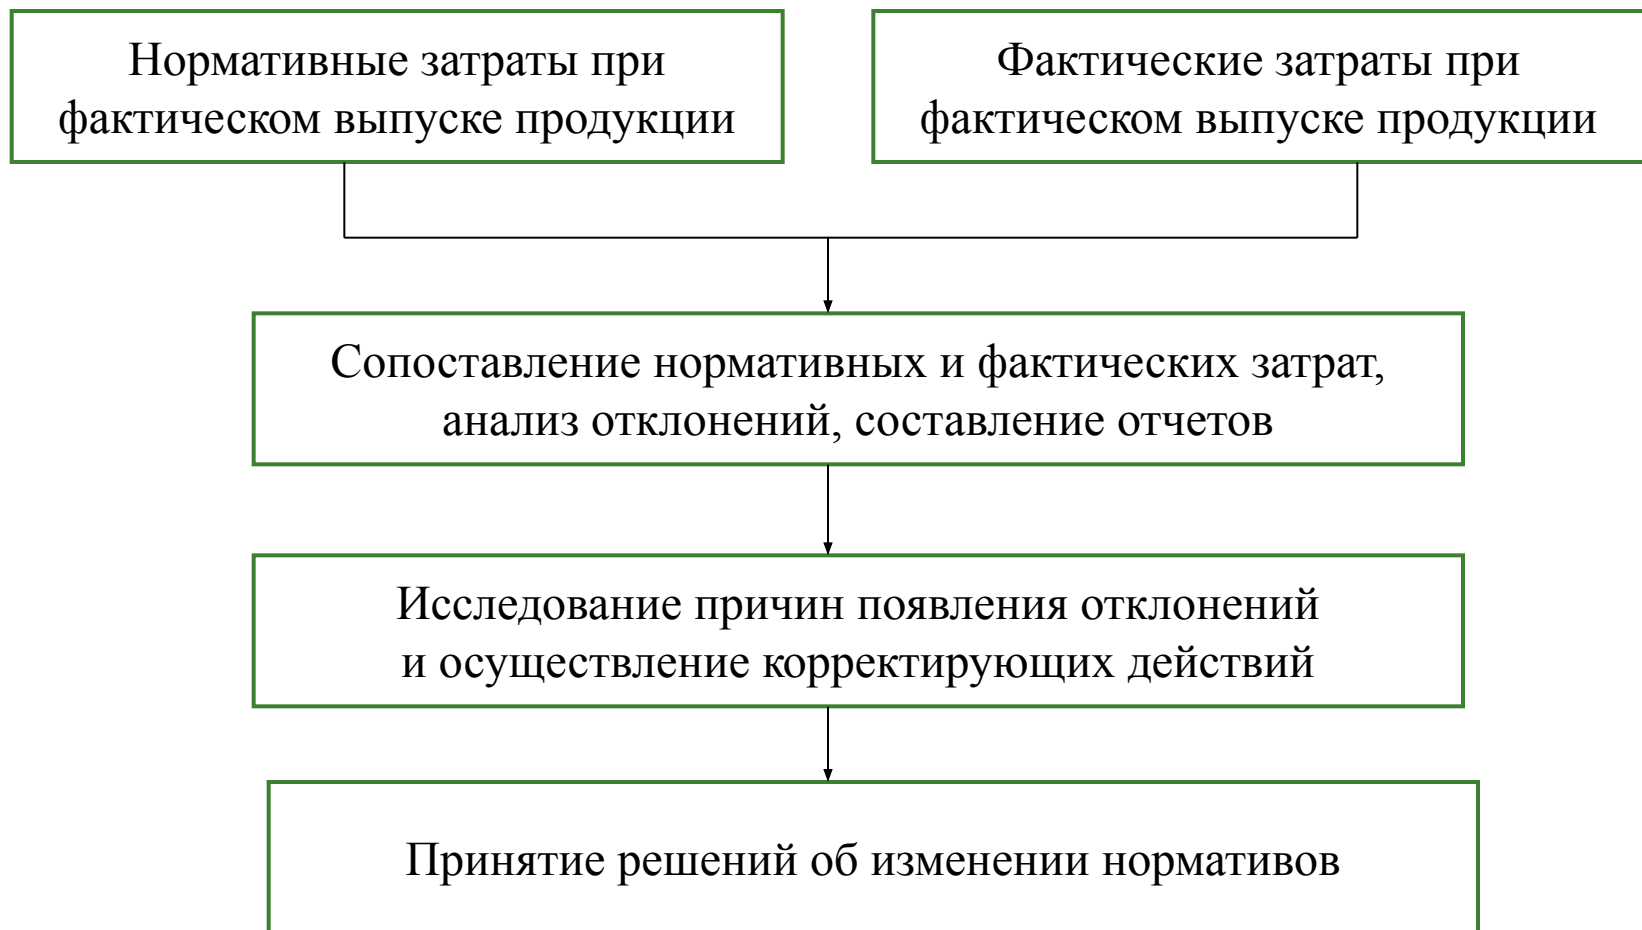 Нормативные затраты при
фактическом выпуске продукции
Фактические затраты при
фактическом выпуске продукции
Сопоставление нормативных и фактических затрат,
анализ отклонений, составление отчетов
Исследование причин появления отклонений
и осуществление корректирующих действий
Принятие решений об изменении нормативов